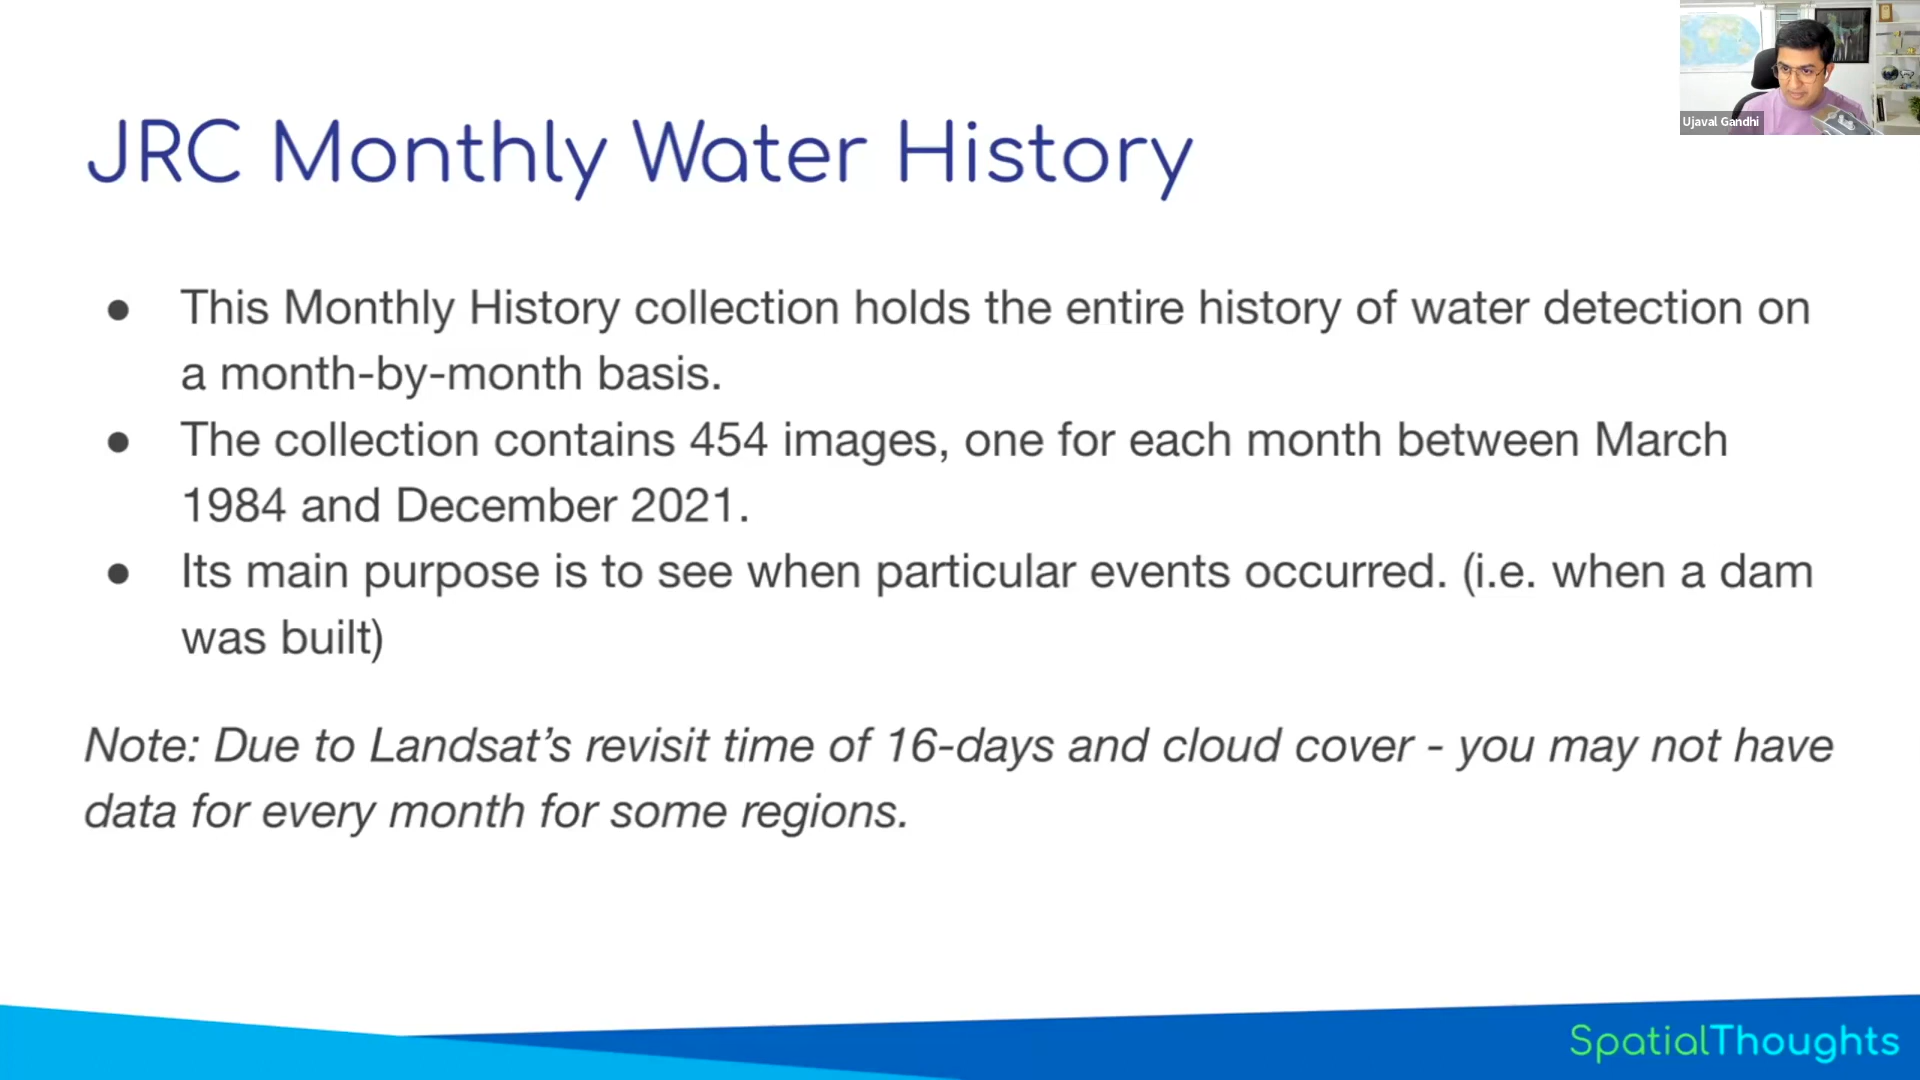 Ujaval Gandhi
JRC Monthly Water History
● This Monthly History collection holds the entire history of water detection on
a month-by-month basis.
● The collection contains 454 images, one for each month between March
1984 and December 2021.
● Its main purpose is to see when particular events occurred. (i.e. when a dam
was built)
Note: Due to Landsat’s revisit time of 16-days and cloud cover - you may not have
data for every month for some regions.
SpatialThoughts